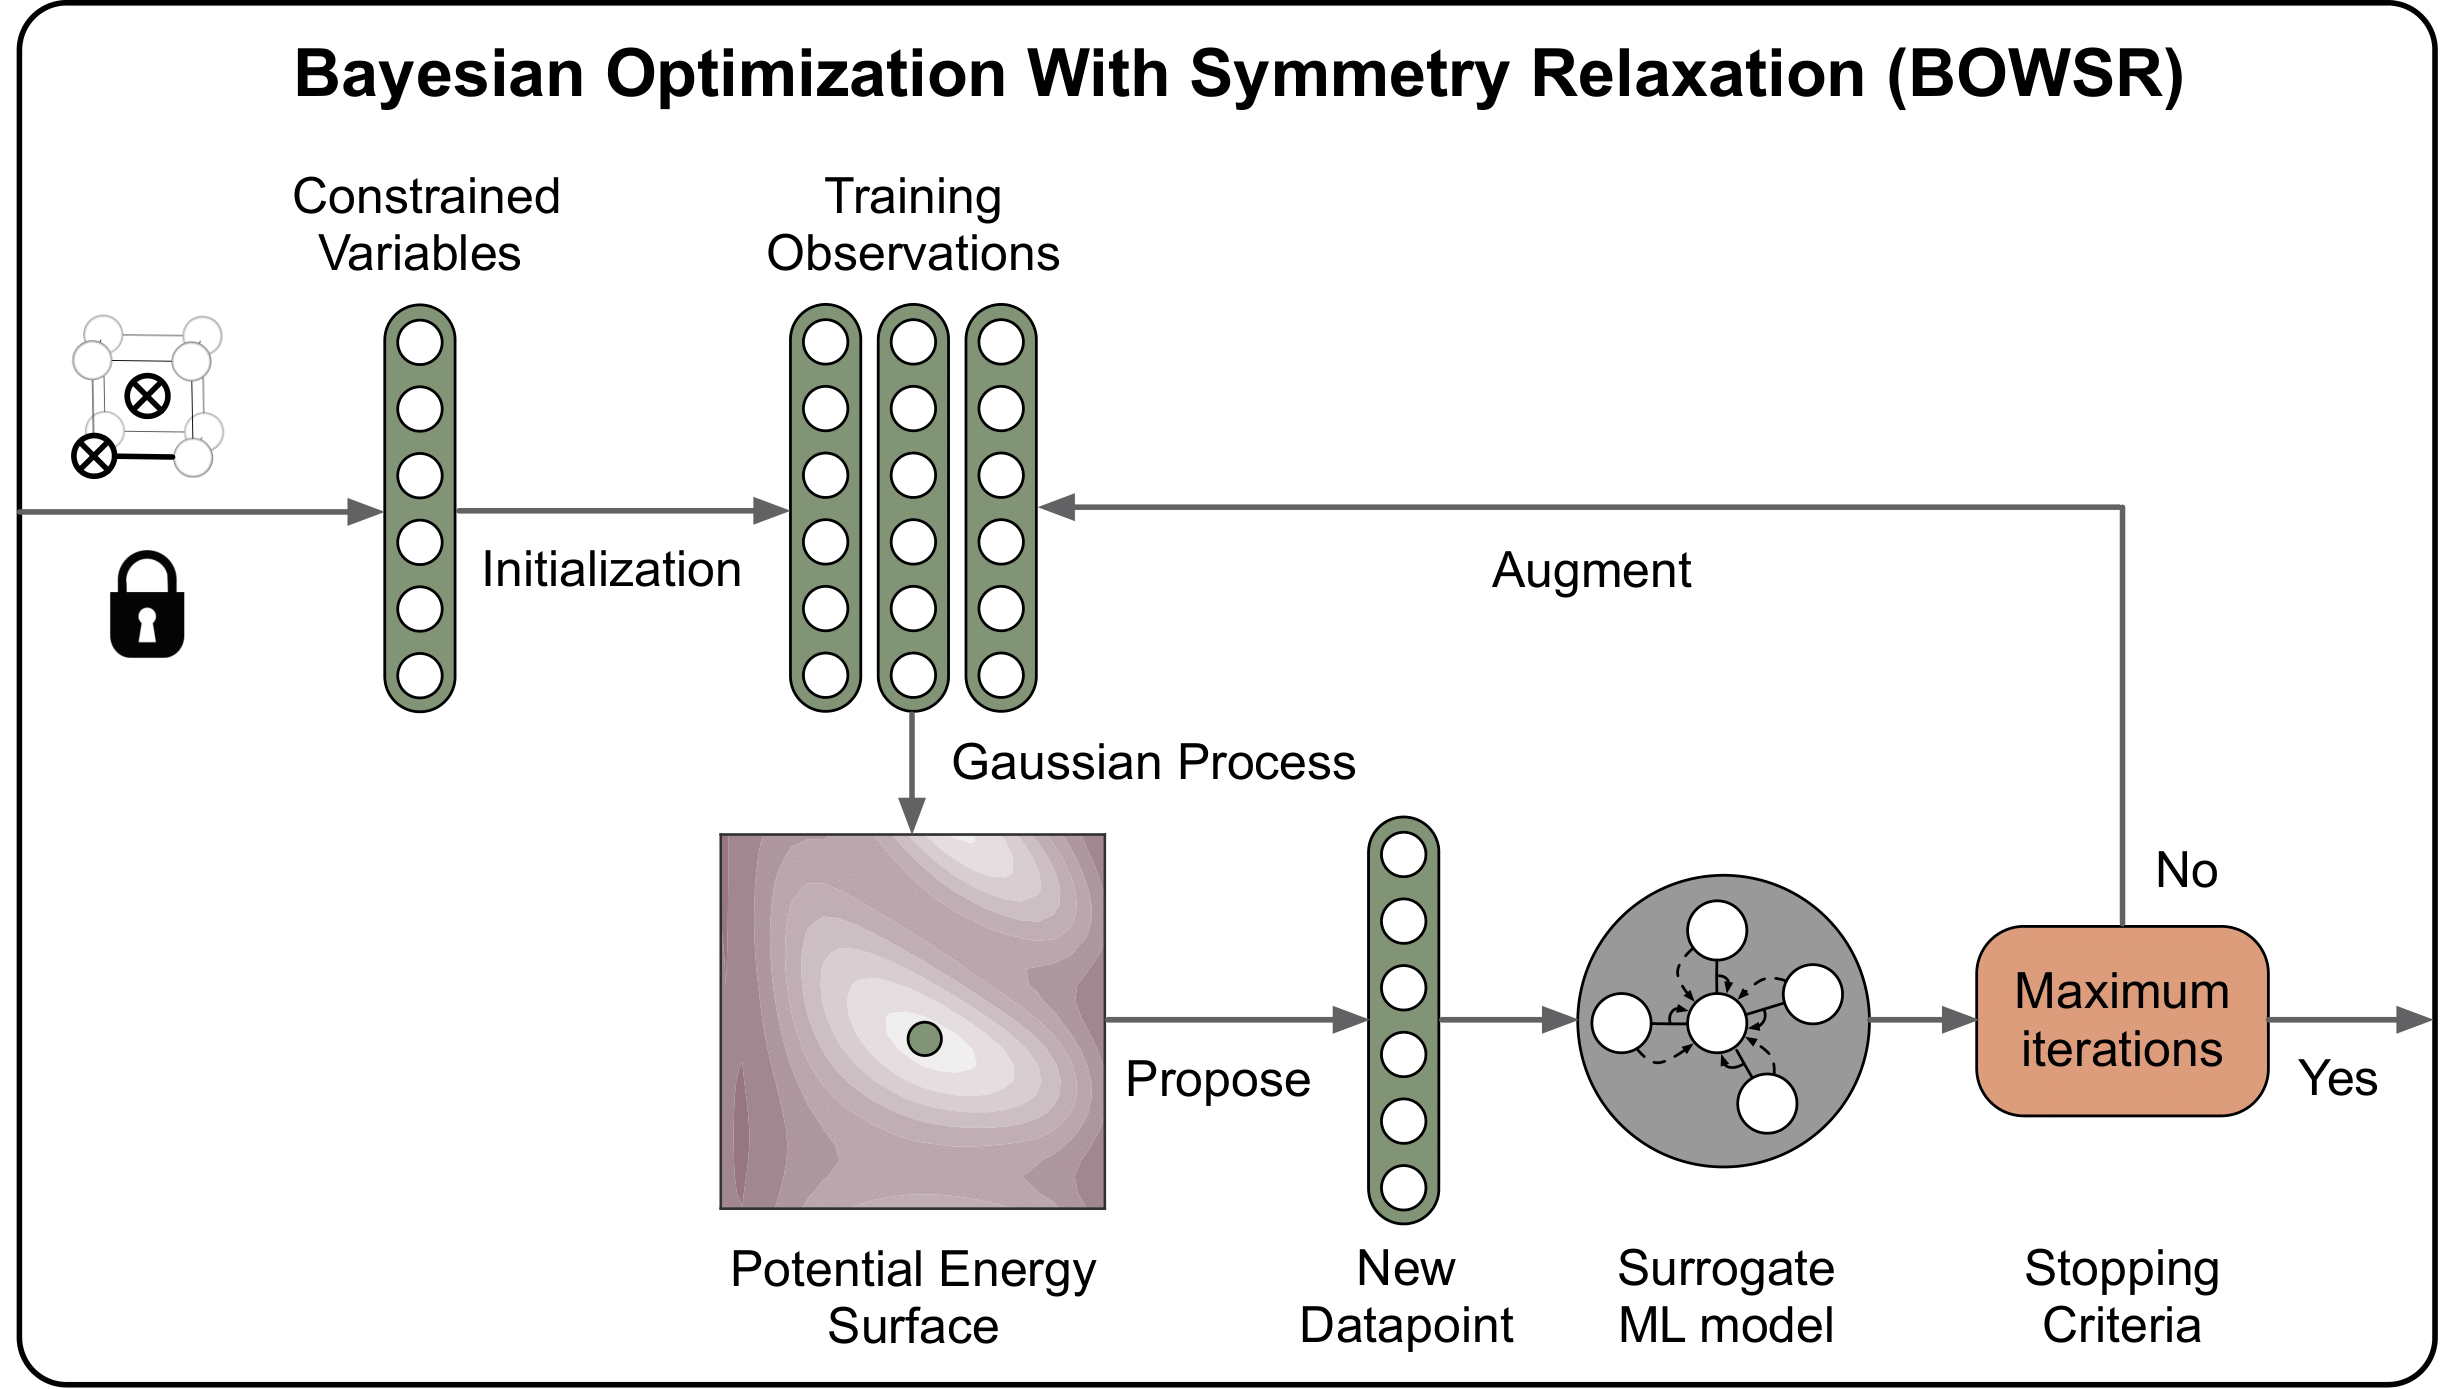 Bayesian Optimization With Symmetry Relaxation (BOWSR)
Constrained
Variables
Training
Observations
Initialization
Augment
Gaussian Process
No
Maximum
iterations
Propose
Yes
Potential Energy
Surface
New
Datapoint
Surrogate
ML model
Stopping
Criteria